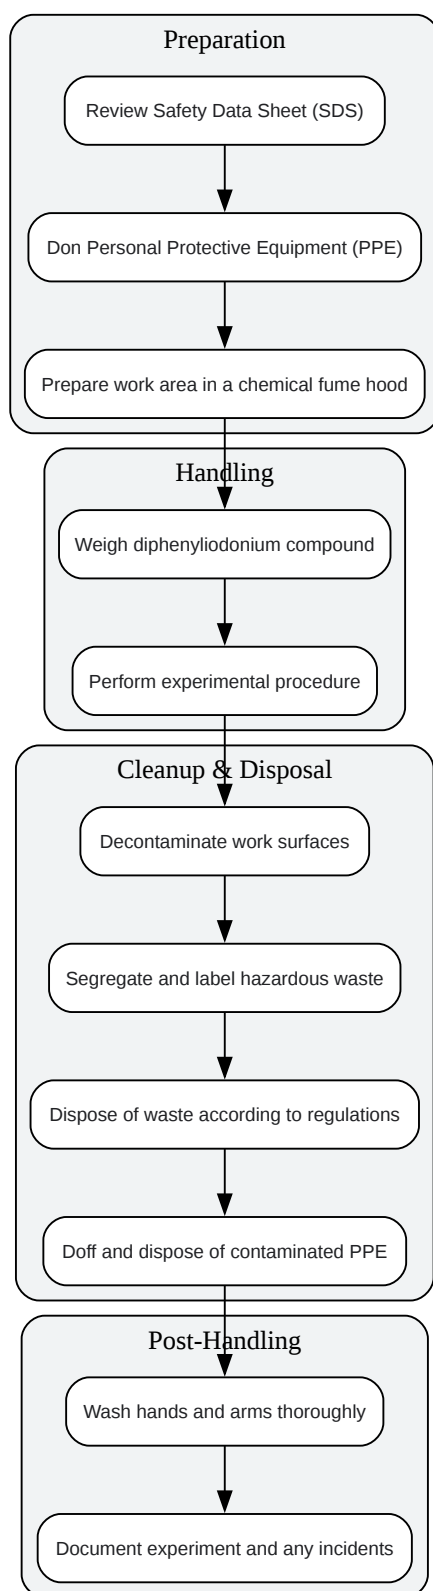 Preparation
Review Safety Data Sheet (SDS)
Don Personal Protective Equipment (PPE)
Prepare work area in a chemical fume hood
Handling
Weigh diphenyliodonium compound
Perform experimental procedure
Cleanup & Disposal
Decontaminate work surfaces
Segregate and label hazardous waste
Dispose of waste according to regulations
Doff and dispose of contaminated PPE
Post-Handling
Wash hands and arms thoroughly
Document experiment and any incidents